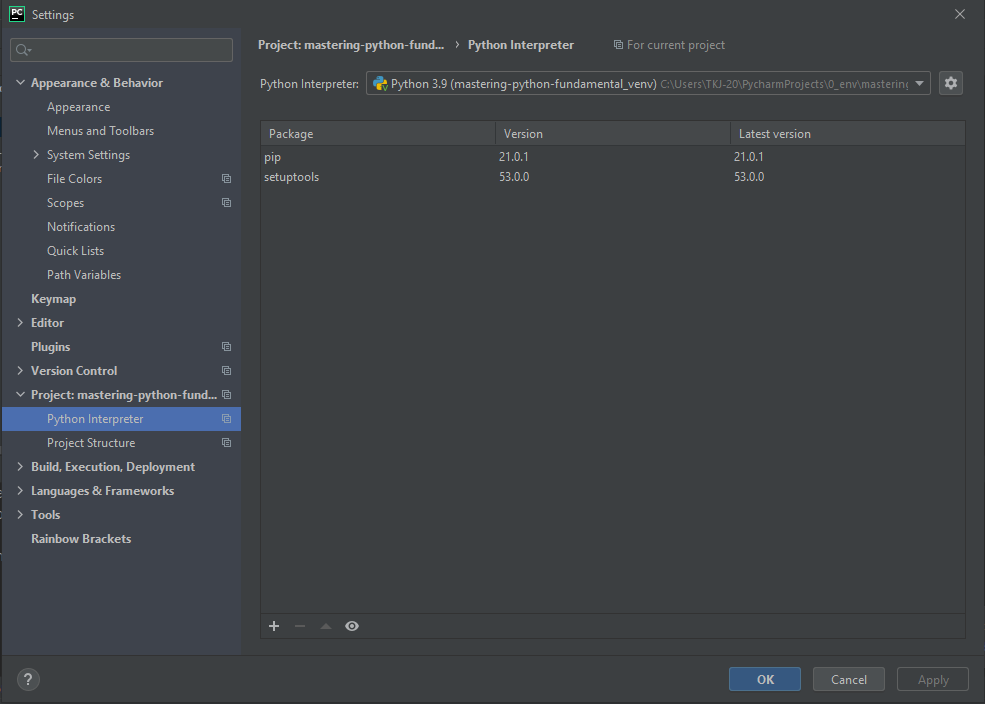 PC
Settings
Appearance & Behavior
Appearance
Menus and Toolbars
System Settings
File Colors
Scopes
Notifications
Quick Lists
Path Variables
Keymap
Editor
Plugins
Version Control
Project: mastering-python-fund...
Python Interpreter
Project Structure
Build, Execution, Deployment
Languages & Frameworks
Tools
Rainbow Brackets
Project: mastering-python-fund... › Python Interpreter For current project
Python Interpreter: Python 3.9 (mastering-python-fundamental_venv) C:\Users\TKJ-20\PycharmProjects\0_env\mastering
Package Version Latest version
pip 21.0.1 21.0.1
setuptools 53.0.0 53.0.0
? OK Cancel Apply